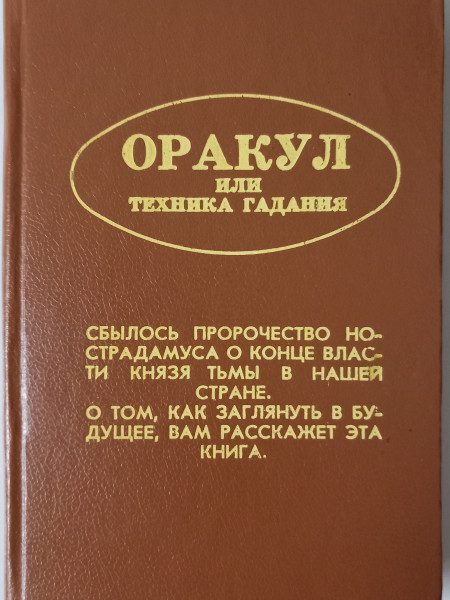 ОРАКУЛ
ИЛИ
ТЕХНИКА ГАДАНИЯ
СБЫЛОСЬ ПРОРОЧЕСТВО НО-
СТРАДАМУСА О КОНЦЕ ВЛАС-
ТИ КНЯЗЯ ТЬМЫ В НАШЕЙ
СТРАНЕ.
О ТОМ, КАК ЗАГЛЯНУТЬ В БУ-
ДУЩЕЕ, ВАМ РАССКАЖЕТ ЭТА
КНИГА.